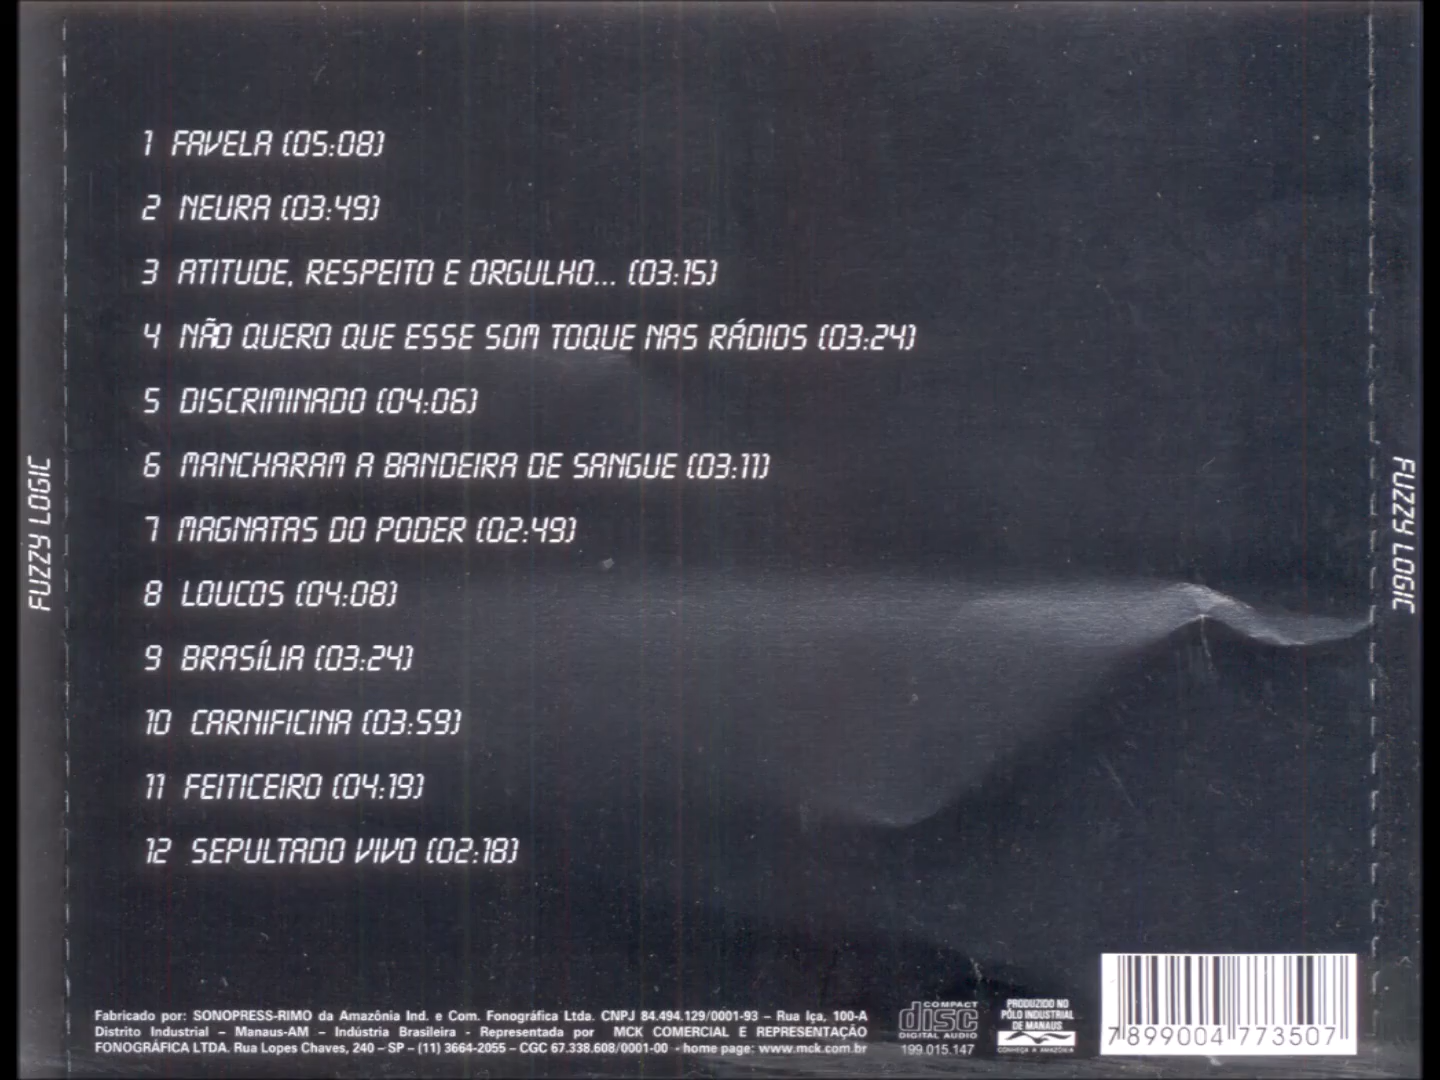 1 FAVELA (05:08)
2 NEURA (03:49)
3 ATITUDE, RESPEITO E ORGULHO... (03:15)
4 NÃO QUERO QUE ESSE SOM TOQUE NAS RÁDIOS (03:24)
5 DISCRIMINADO (04:06)
6 MANCHARAM A BANDEIRA DE SANGUE (03:11)
7 MAGNATAS DO PODER (02:49)
8 LOUCOS (04:08)
9 BRASÍLIA (03:24)
10 CARNIFICINA (03:59)
11 FEITICEIRO (04:19)
12 SEPULTADO VIVO (02:18)
FUZZY LOGIC
FUZZY LOGIC
Fabricado por: SONOPRESS-RIMO da Amazônia Ind. e Com. Fonográfica Ltda. CNPJ 84.494.129/0001-93 – Rua Iça, 100-A
Distrito Industrial – Manaus-AM – Indústria Brasileira - Representada por MCK COMERCIAL E REPRESENTAÇÃO
FONOGRÁFICA LTDA. Rua Lopes Chaves, 240 – SP – (11) 3664-2055 – CGC 67.338.608/0001-00 - home page: www.mck.com.br
COMPACT
disc
DIGITAL AUDIO
199.015.147
PRODUZIDO NO
PÓLO INDUSTRIAL
DE MANAUS
CONHEÇA A AMAZÔNIA
7 899004 773507